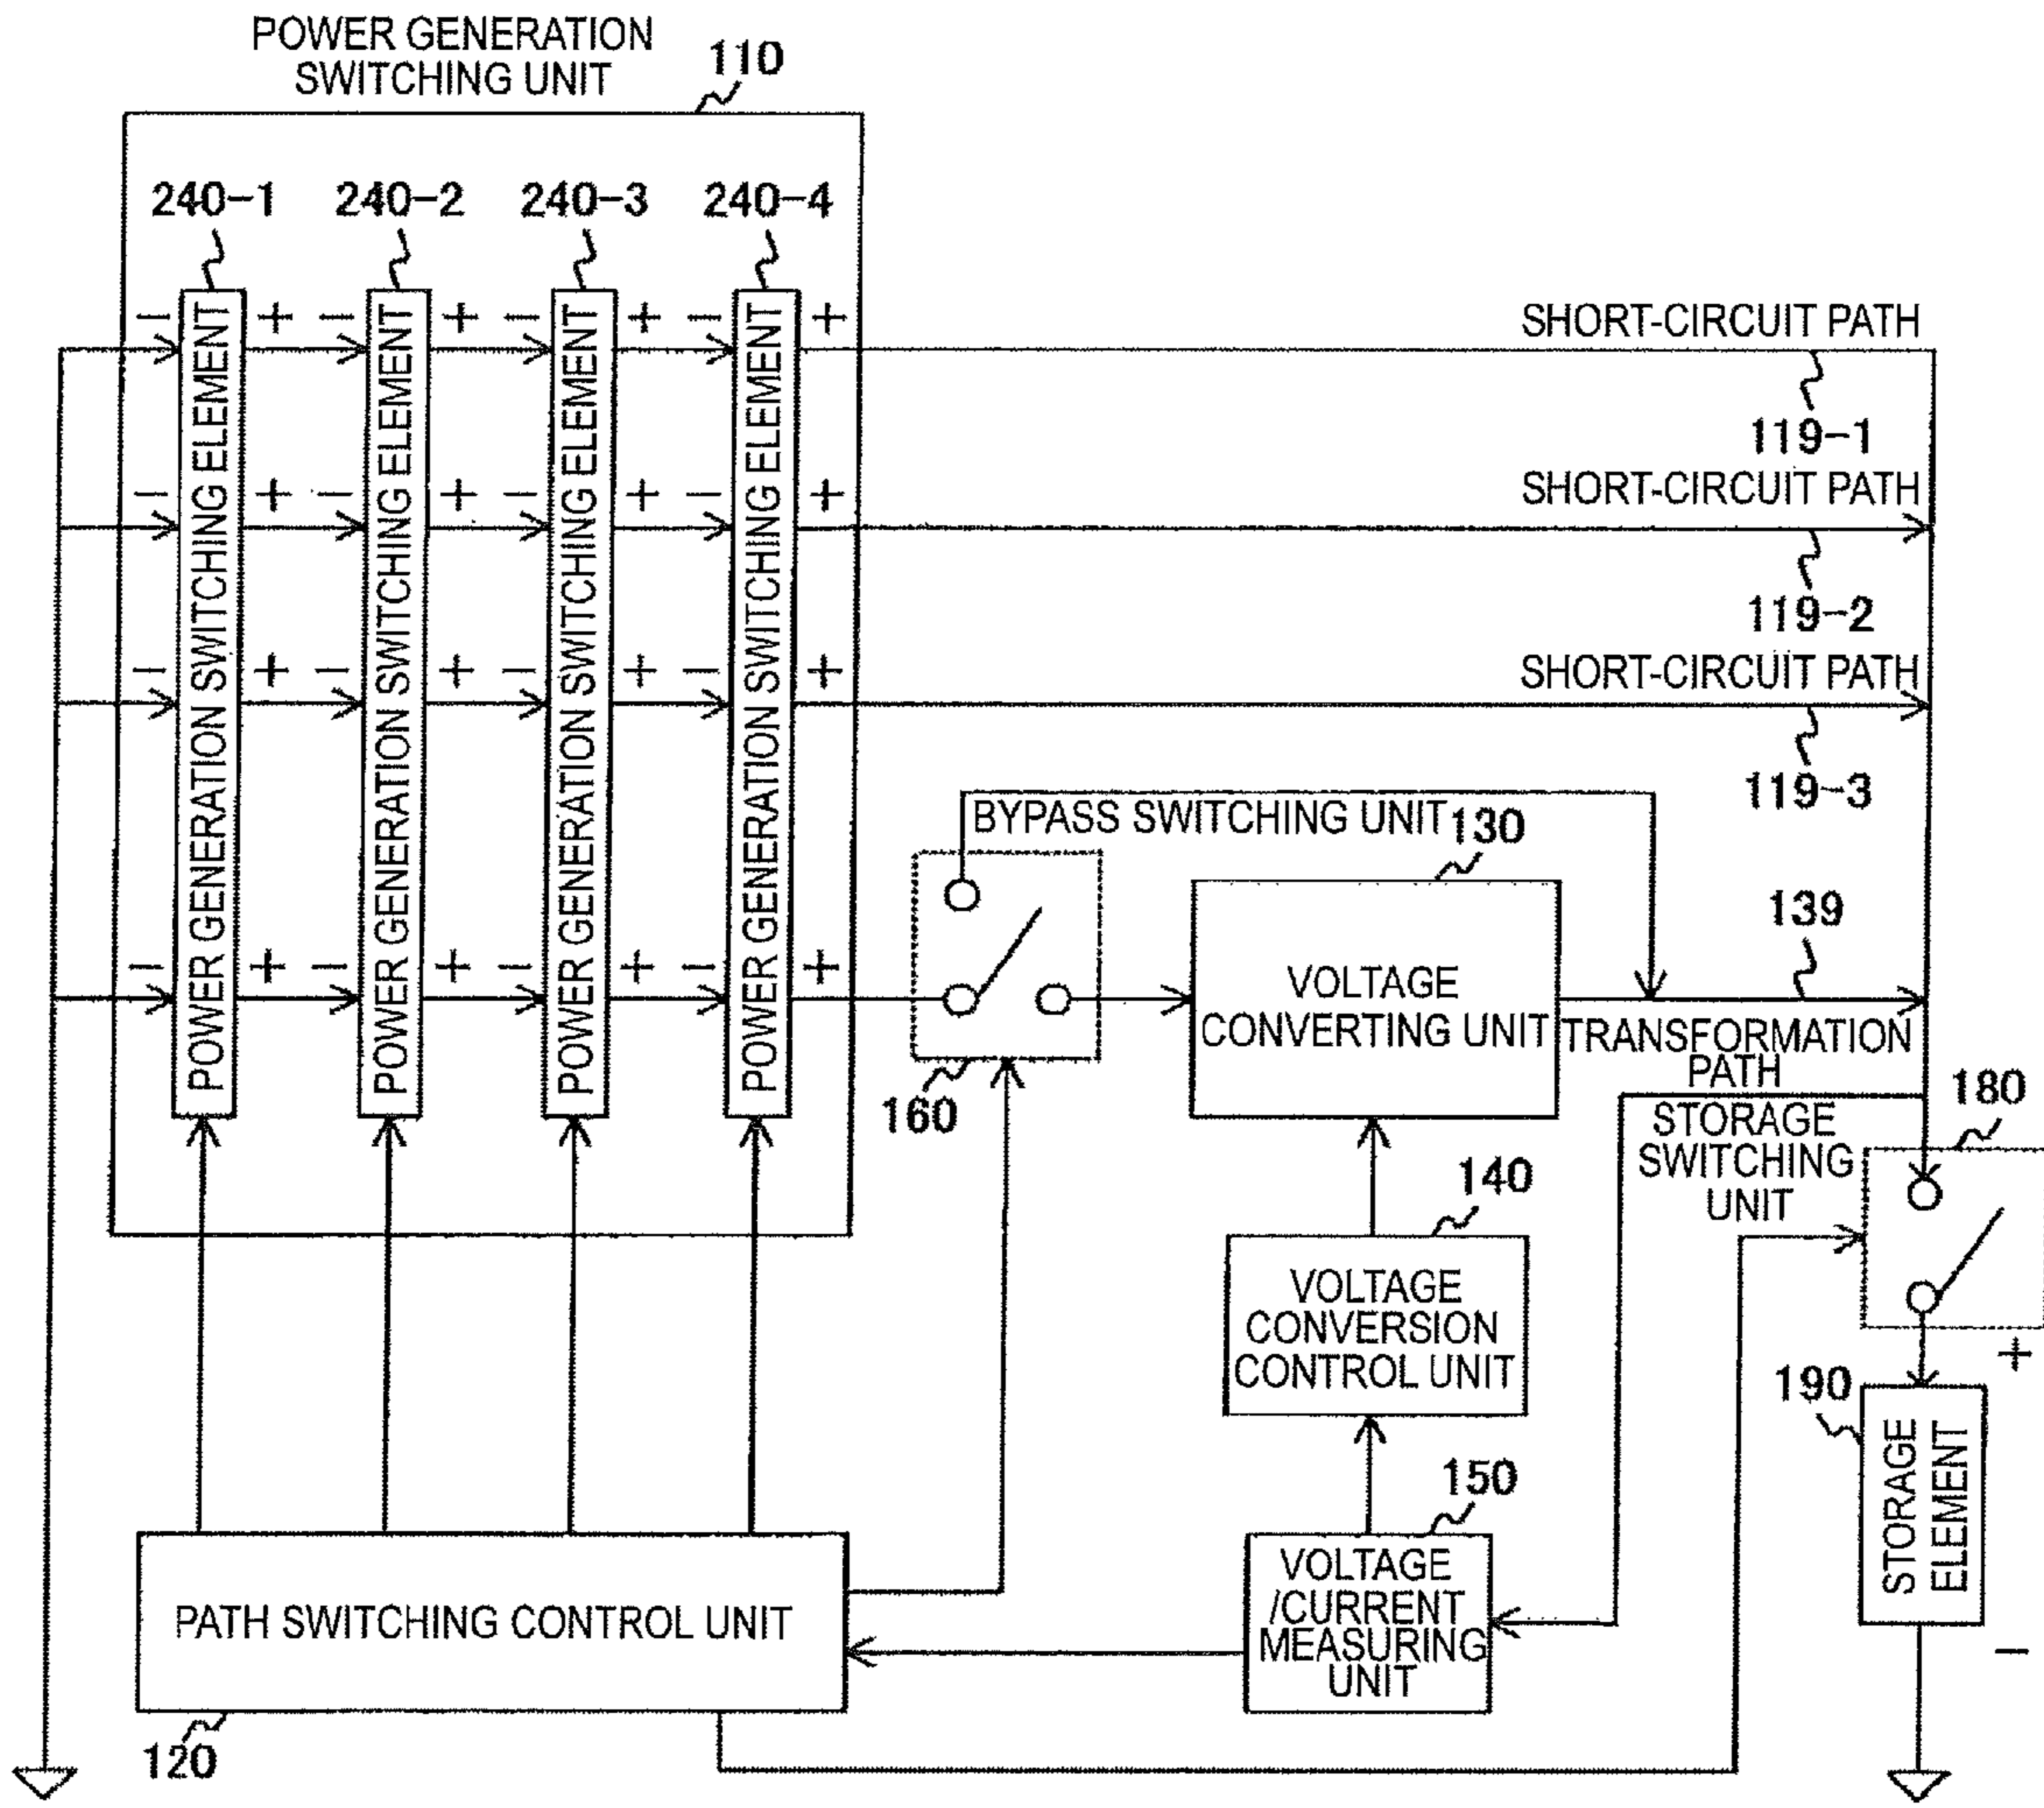 POWER GENERATION
SWITCHING UNIT
110
240-1
240-2
240-3
240-4
POWER GENERATION SWITCHING ELEMENT
POWER GENERATION SWITCHING ELEMENT
POWER GENERATION SWITCHING ELEMENT
POWER GENERATION SWITCHING ELEMENT
− + − + − + − +
− + − + − + − +
− + − + − + − +
− + − + − + − +
SHORT-CIRCUIT PATH
119-1
SHORT-CIRCUIT PATH
119-2
SHORT-CIRCUIT PATH
119-3
BYPASS SWITCHING UNIT
160
130
VOLTAGE
CONVERTING UNIT
139
TRANSFORMATION
PATH
STORAGE
SWITCHING
UNIT
180
140
VOLTAGE
CONVERSION
CONTROL UNIT
+
190
STORAGE
ELEMENT
−
150
VOLTAGE
/CURRENT
MEASURING
UNIT
PATH SWITCHING CONTROL UNIT
120